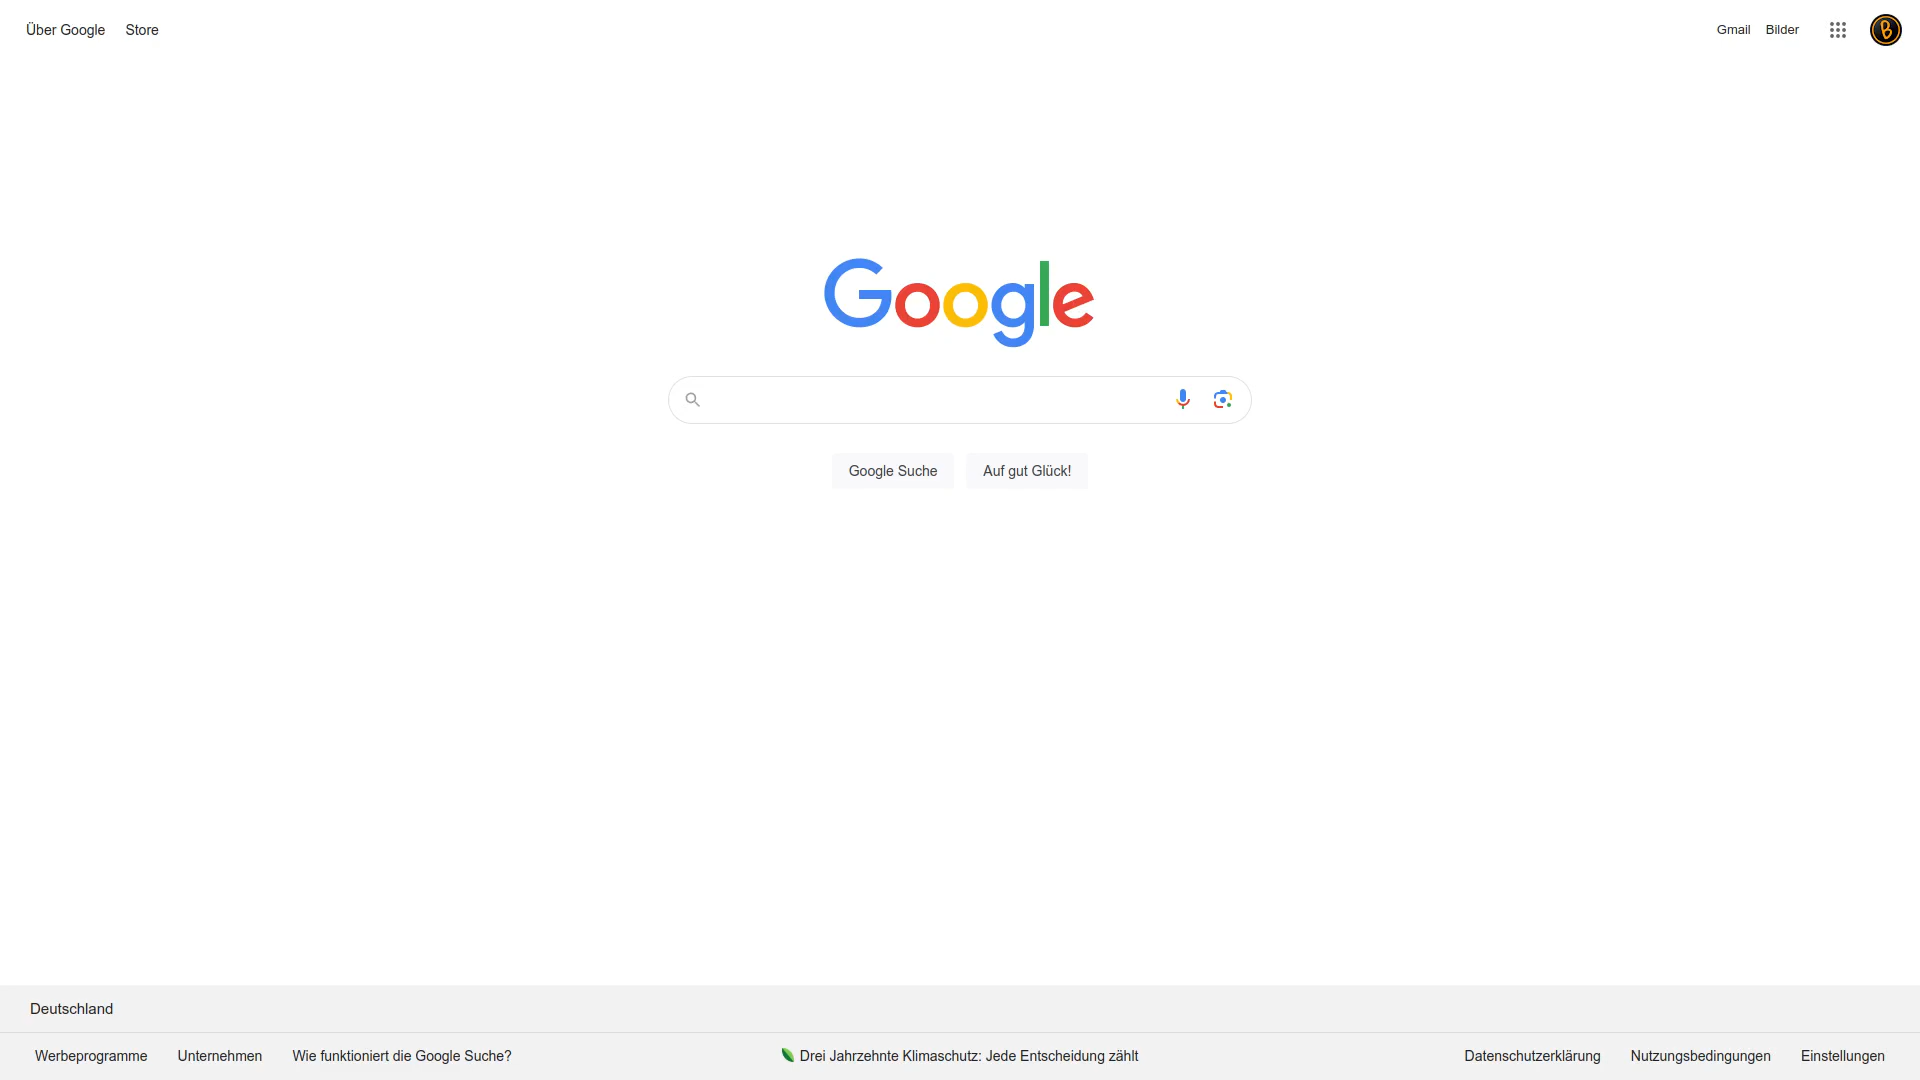 Über Google Store
Gmail Bilder
Google
Google Suche Auf gut Glück!
Deutschland
Werbeprogramme Unternehmen Wie funktioniert die Google Suche?
Drei Jahrzehnte Klimaschutz: Jede Entscheidung zählt
Datenschutzerklärung Nutzungsbedingungen Einstellungen